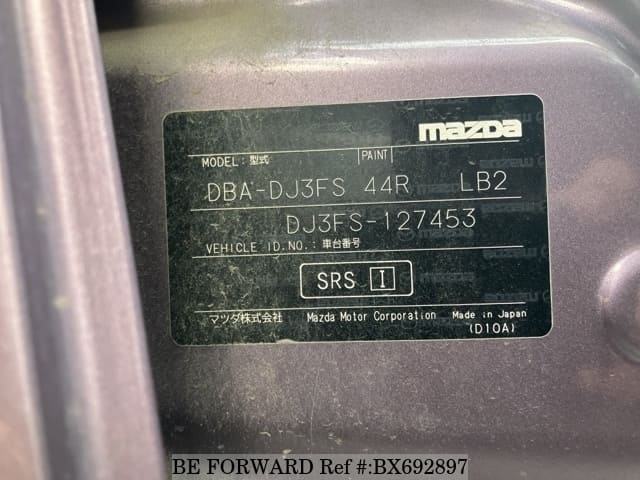 mazda
MODEL: 型式 PAINT
DBA-DJ3FS 44R LB2
DJ3FS-127453
VEHICLE ID.NO.: 車台番号
SRS I
マツダ株式会社 Mazda Motor Corporation Made in Japan
(D10A)
BE FORWARD Ref #:BX692897